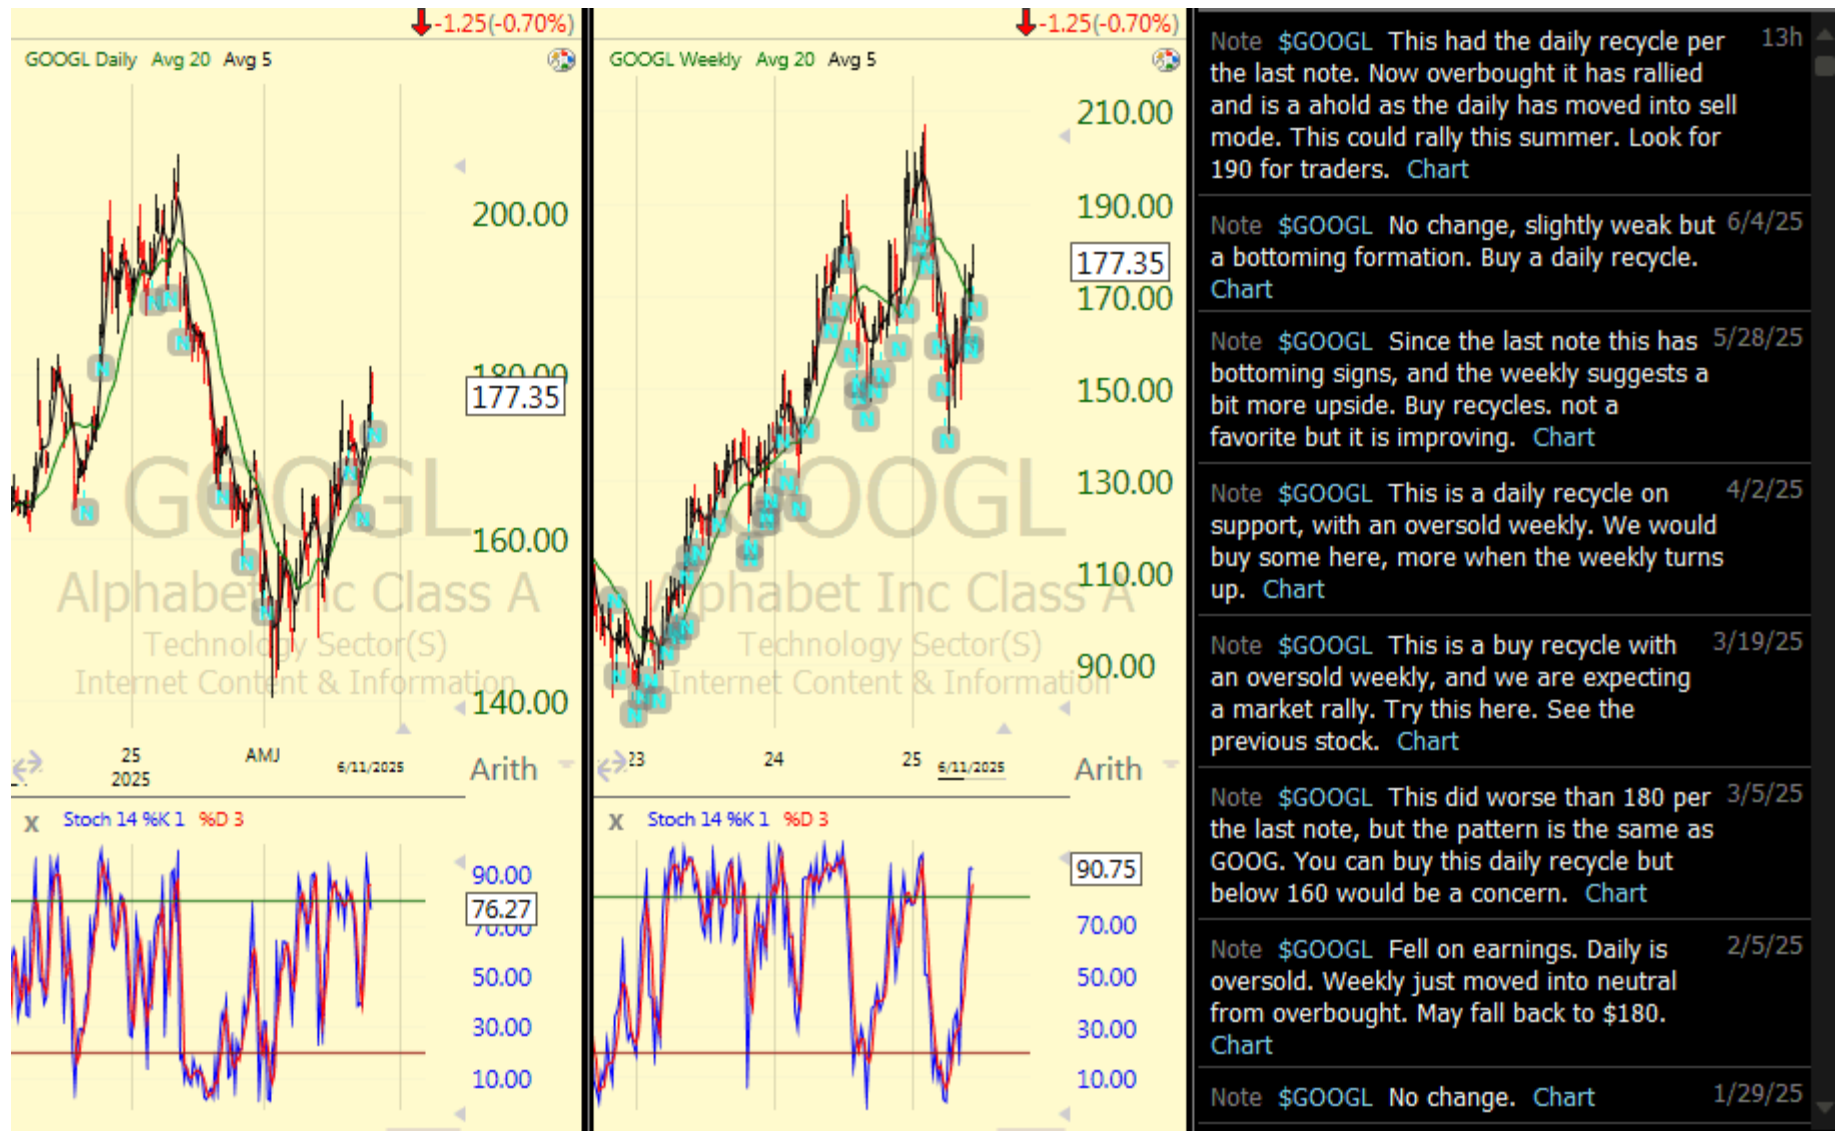 -1.25(-0.70%)
GOOGL Daily Avg 20 Avg 5
200.00
180.00
177.35
160.00
140.00
GOOGL
Alphabet Inc Class A
Technology Sector(S)
Internet Content & Information
25
2025
AMJ
6/11/2025
Arith
x Stoch 14 %K 1 %D 3
90.00
76.27
70.00
50.00
30.00
10.00
-1.25(-0.70%)
GOOGL Weekly Avg 20 Avg 5
210.00
190.00
177.35
170.00
150.00
130.00
110.00
90.00
GOOGL
Alphabet Inc Class A
Technology Sector(S)
Internet Content & Information
23
24
25
6/11/2025
Arith
x Stoch 14 %K 1 %D 3
90.75
70.00
50.00
30.00
10.00
Note $GOOGL This had the daily recycle per 13h
the last note. Now overbought it has rallied
and is a ahold as the daily has moved into sell
mode. This could rally this summer. Look for
190 for traders. Chart
Note $GOOGL No change, slightly weak but 6/4/25
a bottoming formation. Buy a daily recycle.
Chart
Note $GOOGL Since the last note this has 5/28/25
bottoming signs, and the weekly suggests a
bit more upside. Buy recycles. not a
favorite but it is improving. Chart
Note $GOOGL This is a daily recycle on 4/2/25
support, with an oversold weekly. We would
buy some here, more when the weekly turns
up. Chart
Note $GOOGL This is a buy recycle with 3/19/25
an oversold weekly, and we are expecting
a market rally. Try this here. See the
previous stock. Chart
Note $GOOGL This did worse than 180 per 3/5/25
the last note, but the pattern is the same as
GOOG. You can buy this daily recycle but
below 160 would be a concern. Chart
Note $GOOGL Fell on earnings. Daily is 2/5/25
oversold. Weekly just moved into neutral
from overbought. May fall back to $180.
Chart
Note $GOOGL No change. Chart 1/29/25